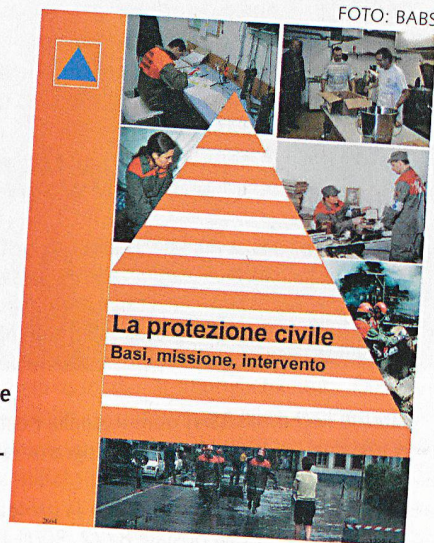 FOTO: BABS
La protezione civile
Basi, missione, intervento
e
-
2004